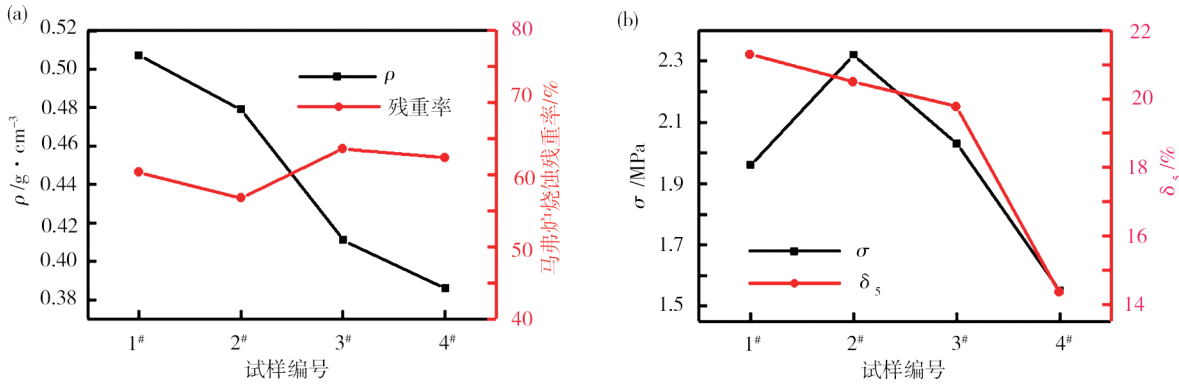 (a)
0.52
0.50
0.48
0.46
0.44
0.42
0.40
0.38
ρ/g·cm⁻³
ρ
残重率
80
70
60
50
40
马弗炉烧蚀残重率/%
1# 2# 3# 4#
试样编号
(b)
2.3
2.1
1.9
1.7
1.5
σ/MPa
σ
δ₅
22
20
18
16
14
δ₅/%
1# 2# 3# 4#
试样编号